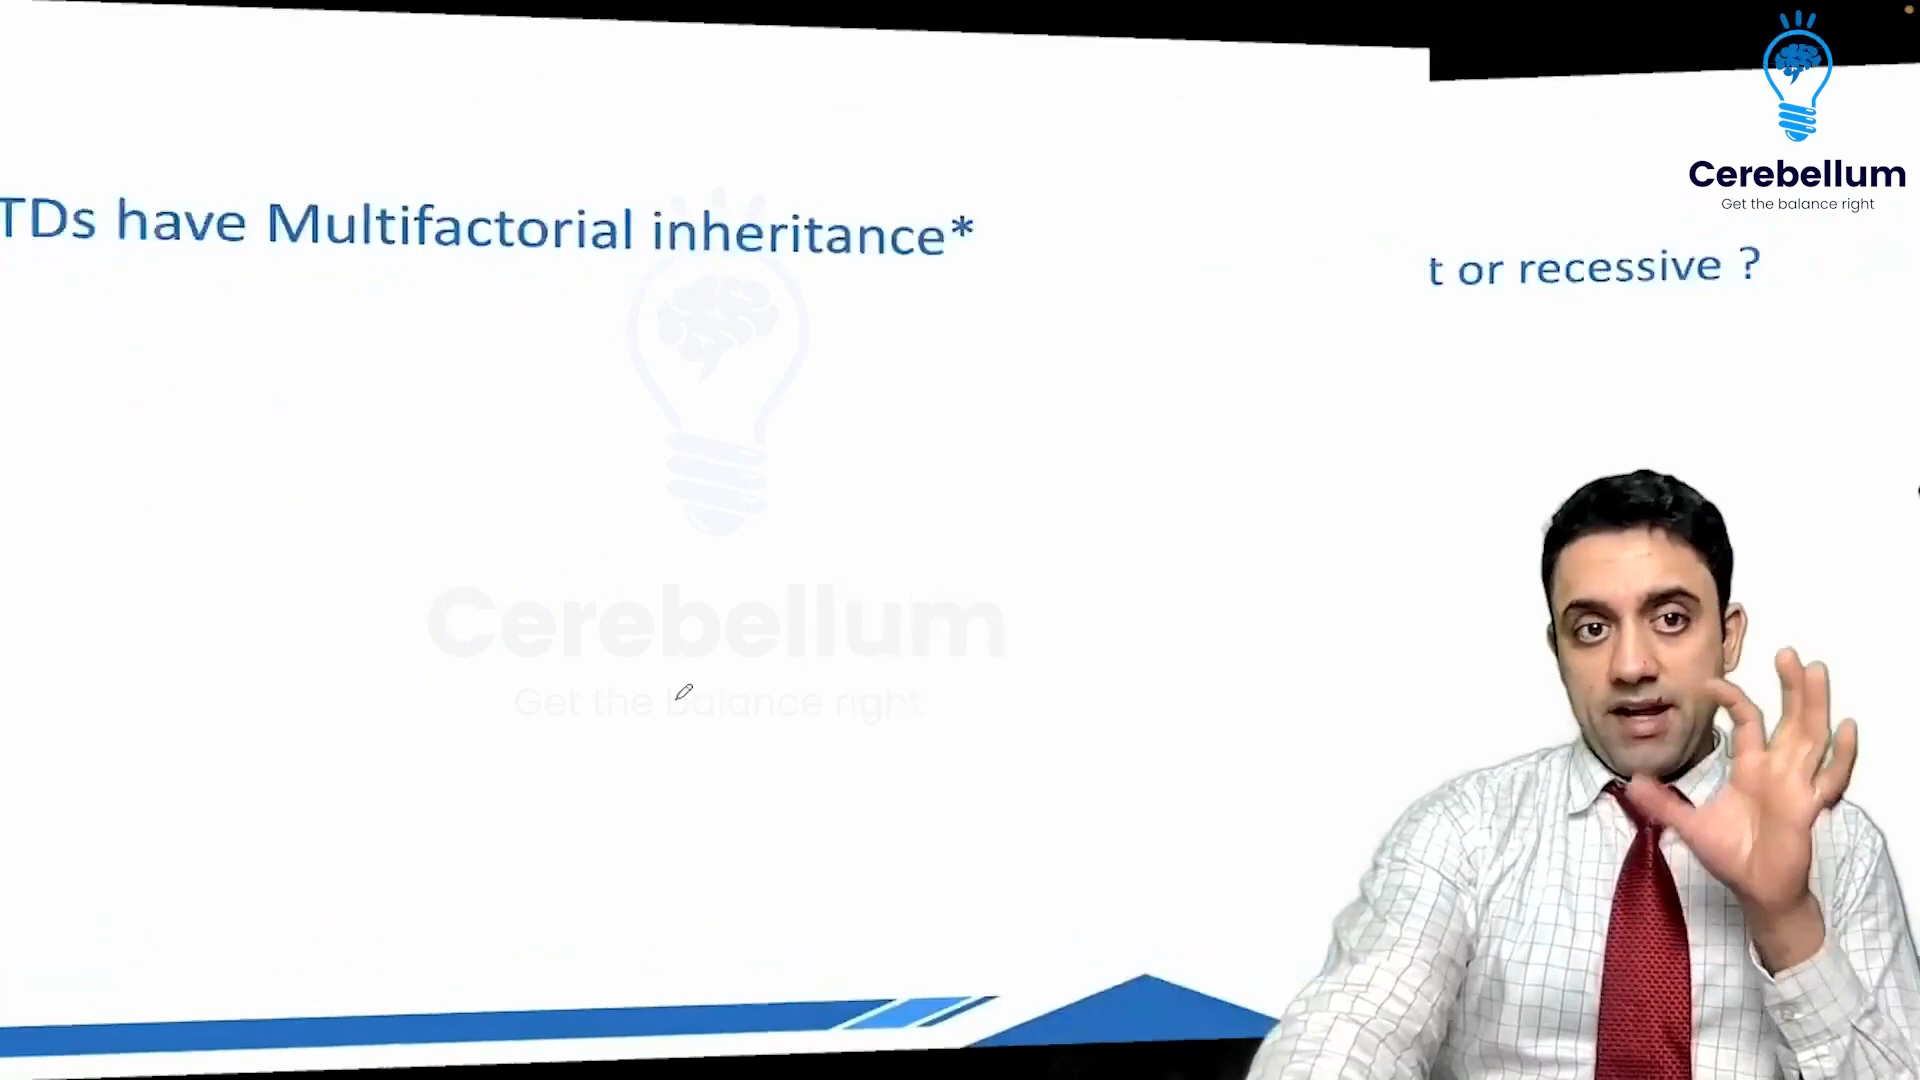 TDs have Multifactorial inheritance*
t or recessive ?
Cerebellum
Get the balance right
Cerebellum
Get the balance right